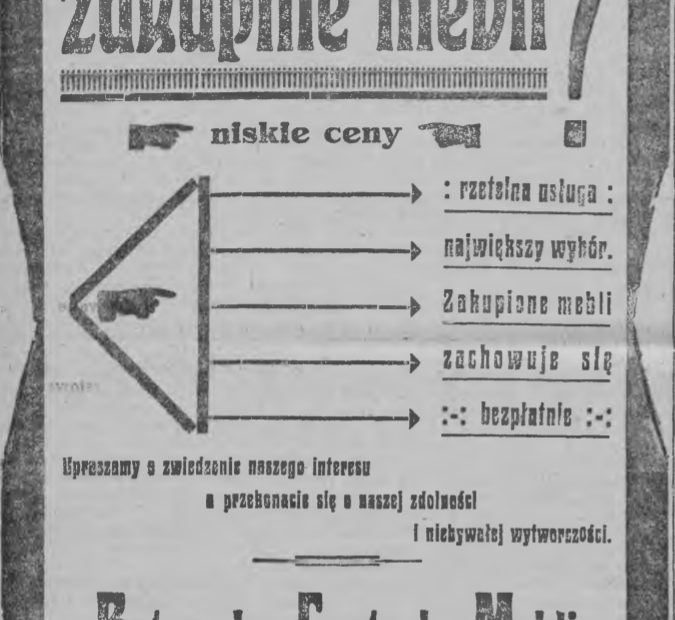 zakupnie mebli ?
niskie ceny !
: rzetelna usługa :
największy wybór.
Zakupione mebli
zachowuje się
:-: bezpłatnie :-:
Upraszamy o zwiedzenie naszego interesu
a przekonacie się o naszej zdolności
i niebywałej wytworczości.
Mebli